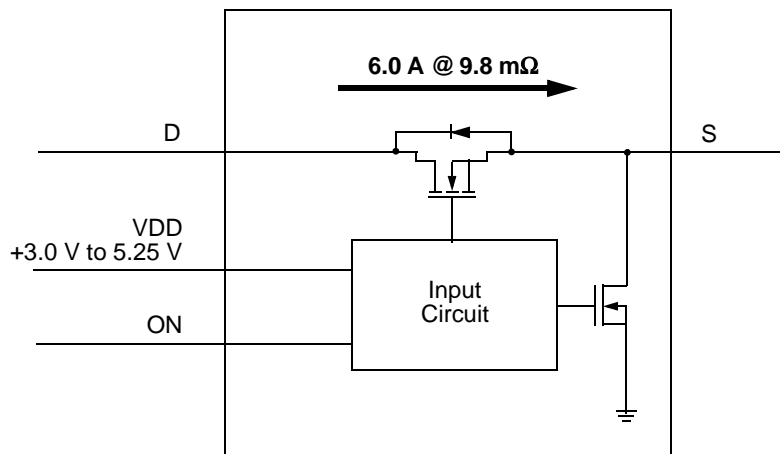 6.0 A @ 9.8 mΩ
D
S
VDD
+3.0 V to 5.25 V
Input
Circuit
ON